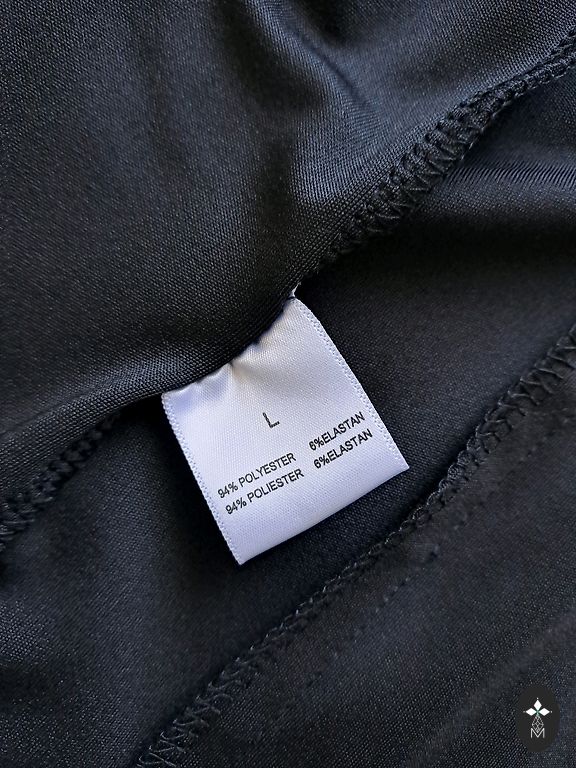 L
94% POLYESTER 6%ELASTAN
94% POLIESTER 6%ELASTAN
M